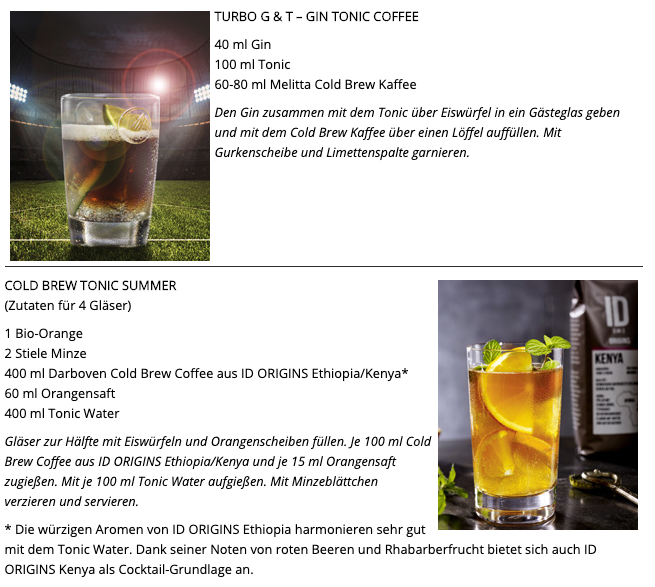 TURBO G & T – GIN TONIC COFFEE
40 ml Gin
100 ml Tonic
60-80 ml Melitta Cold Brew Kaffee
Den Gin zusammen mit dem Tonic über Eiswürfel in ein Gästeglas geben
und mit dem Cold Brew Kaffee über einen Löffel auffüllen. Mit
Gurkenscheibe und Limettenspalte garnieren.
COLD BREW TONIC SUMMER
(Zutaten für 4 Gläser)
1 Bio-Orange
2 Stiele Minze
400 ml Darboven Cold Brew Coffee aus ID ORIGINS Ethiopia/Kenya*
60 ml Orangensaft
400 ml Tonic Water
Gläser zur Hälfte mit Eiswürfeln und Orangenscheiben füllen. Je 100 ml Cold
Brew Coffee aus ID ORIGINS Ethiopia/Kenya und je 15 ml Orangensaft
zugießen. Mit je 100 ml Tonic Water aufgießen. Mit Minzeblättchen
verzieren und servieren.
* Die würzigen Aromen von ID ORIGINS Ethiopia harmonieren sehr gut
mit dem Tonic Water. Dank seiner Noten von roten Beeren und Rhabarberfrucht bietet sich auch ID
ORIGINS Kenya als Cocktail-Grundlage an.
ID
ORIGINS
KENYA